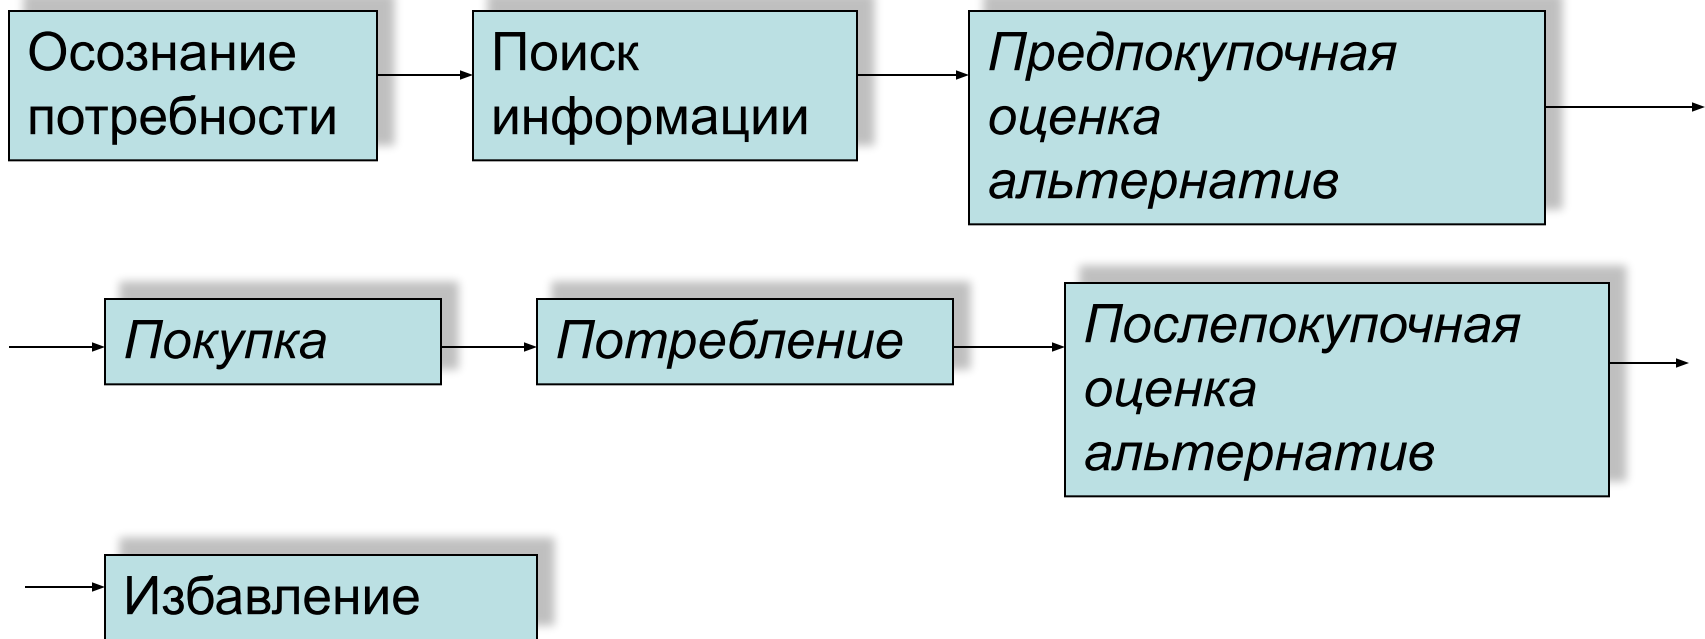 Осознание
потребности
Поиск
информации
Предпокупочная
оценка
альтернатив
Покупка
Потребление
Послепокупочная
оценка
альтернатив
Избавление